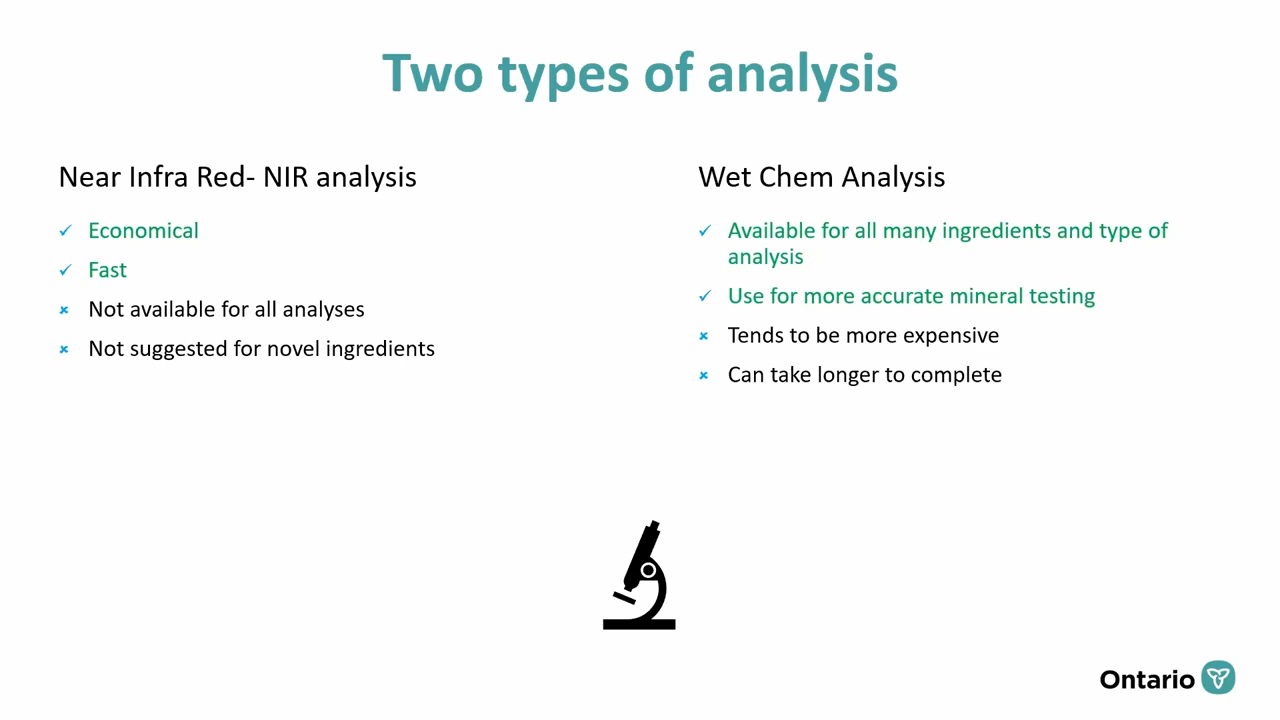 Two types of analysis
Near Infra Red- NIR analysis
Economical
Fast
Not available for all analyses
Not suggested for novel ingredients
Wet Chem Analysis
Available for all many ingredients and type of
analysis
Use for more accurate mineral testing
Tends to be more expensive
Can take longer to complete
Ontario